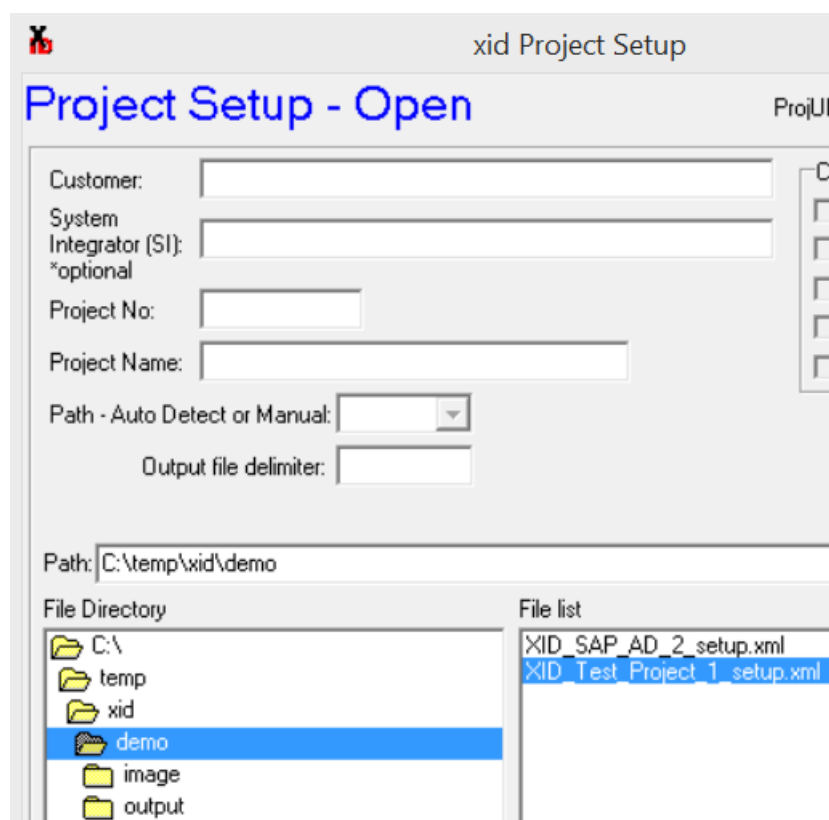 xid Project Setup
Project Setup - Open
Customer:
System
Integrator (SI):
*optional
Project No:
Project Name:
Path - Auto Detect or Manual:
Output file delimiter:
Path: C:\temp\xid\demo
File Directory
File list
C:\
temp
xid
demo
image
output
XID_SAP_AD_2_setup.xml
XID_Test_Project_1_setup.xml